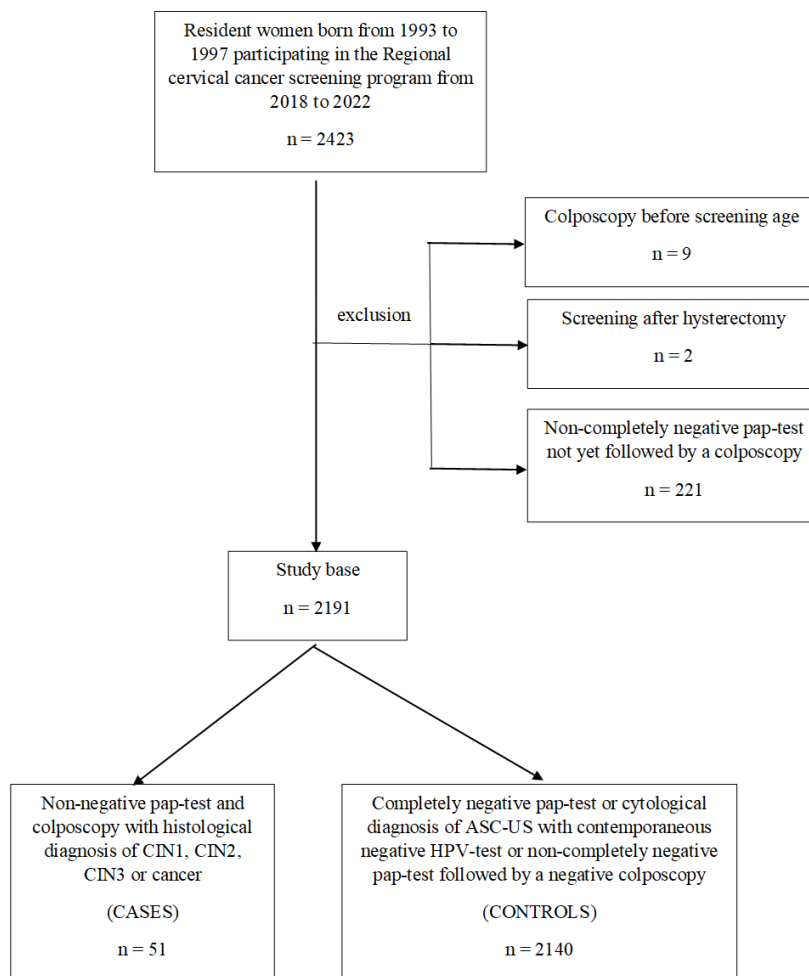 Resident women born from 1993 to
1997 participating in the Regional
cervical cancer screening program from
2018 to 2022
n = 2423
Colposcopy before screening age
n = 9
exclusion
Screening after hysterectomy
n = 2
Non-completely negative pap-test
not yet followed by a colposcopy
n = 221
Study base
n = 2191
Non-negative pap-test and
colposcopy with histological
diagnosis of CIN1, CIN2,
CIN3 or cancer
(CASES)
n = 51
Completely negative pap-test or cytological
diagnosis of ASC-US with contemporaneous
negative HPV-test or non-completely negative
pap-test followed by a negative colposcopy
(CONTROLS)
n = 2140